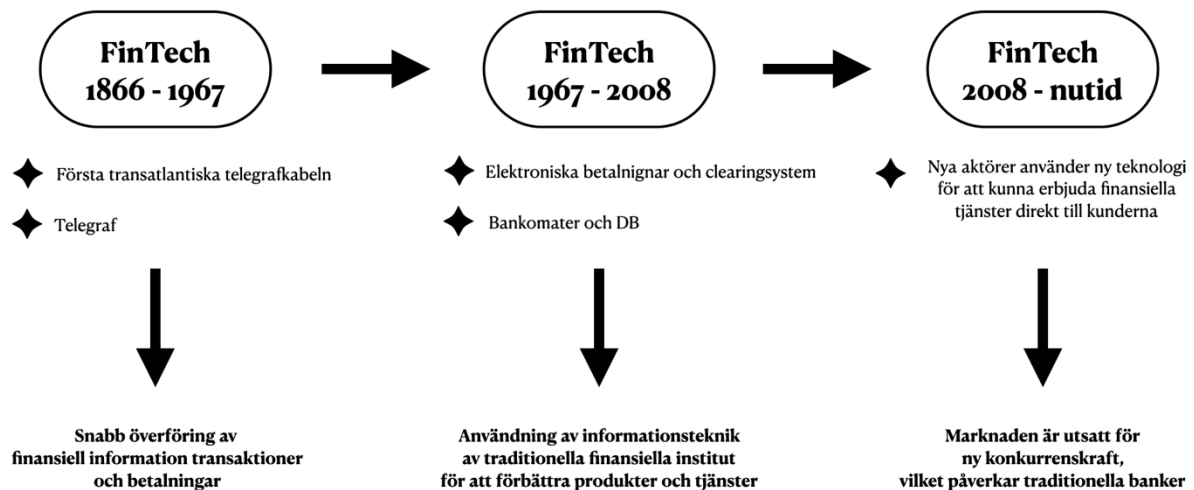 FinTech
1866 - 1967
FinTech
1967 - 2008
FinTech
2008 - nutid
Första transatlantiska telegrafkabeln
Telegraf
Elektroniska betalnignar och clearingsystem
Bankomater och DB
Nya aktörer använder ny teknologi
för att kunna erbjuda finansiella
tjänster direkt till kunderna
Snabb överföring av
finansiell information transaktioner
och betalningar
Användning av informationsteknik
av traditionella finansiella institut
för att förbättra produkter och tjänster
Marknaden är utsatt för
ny konkurrenskraft,
vilket påverkar traditionella banker